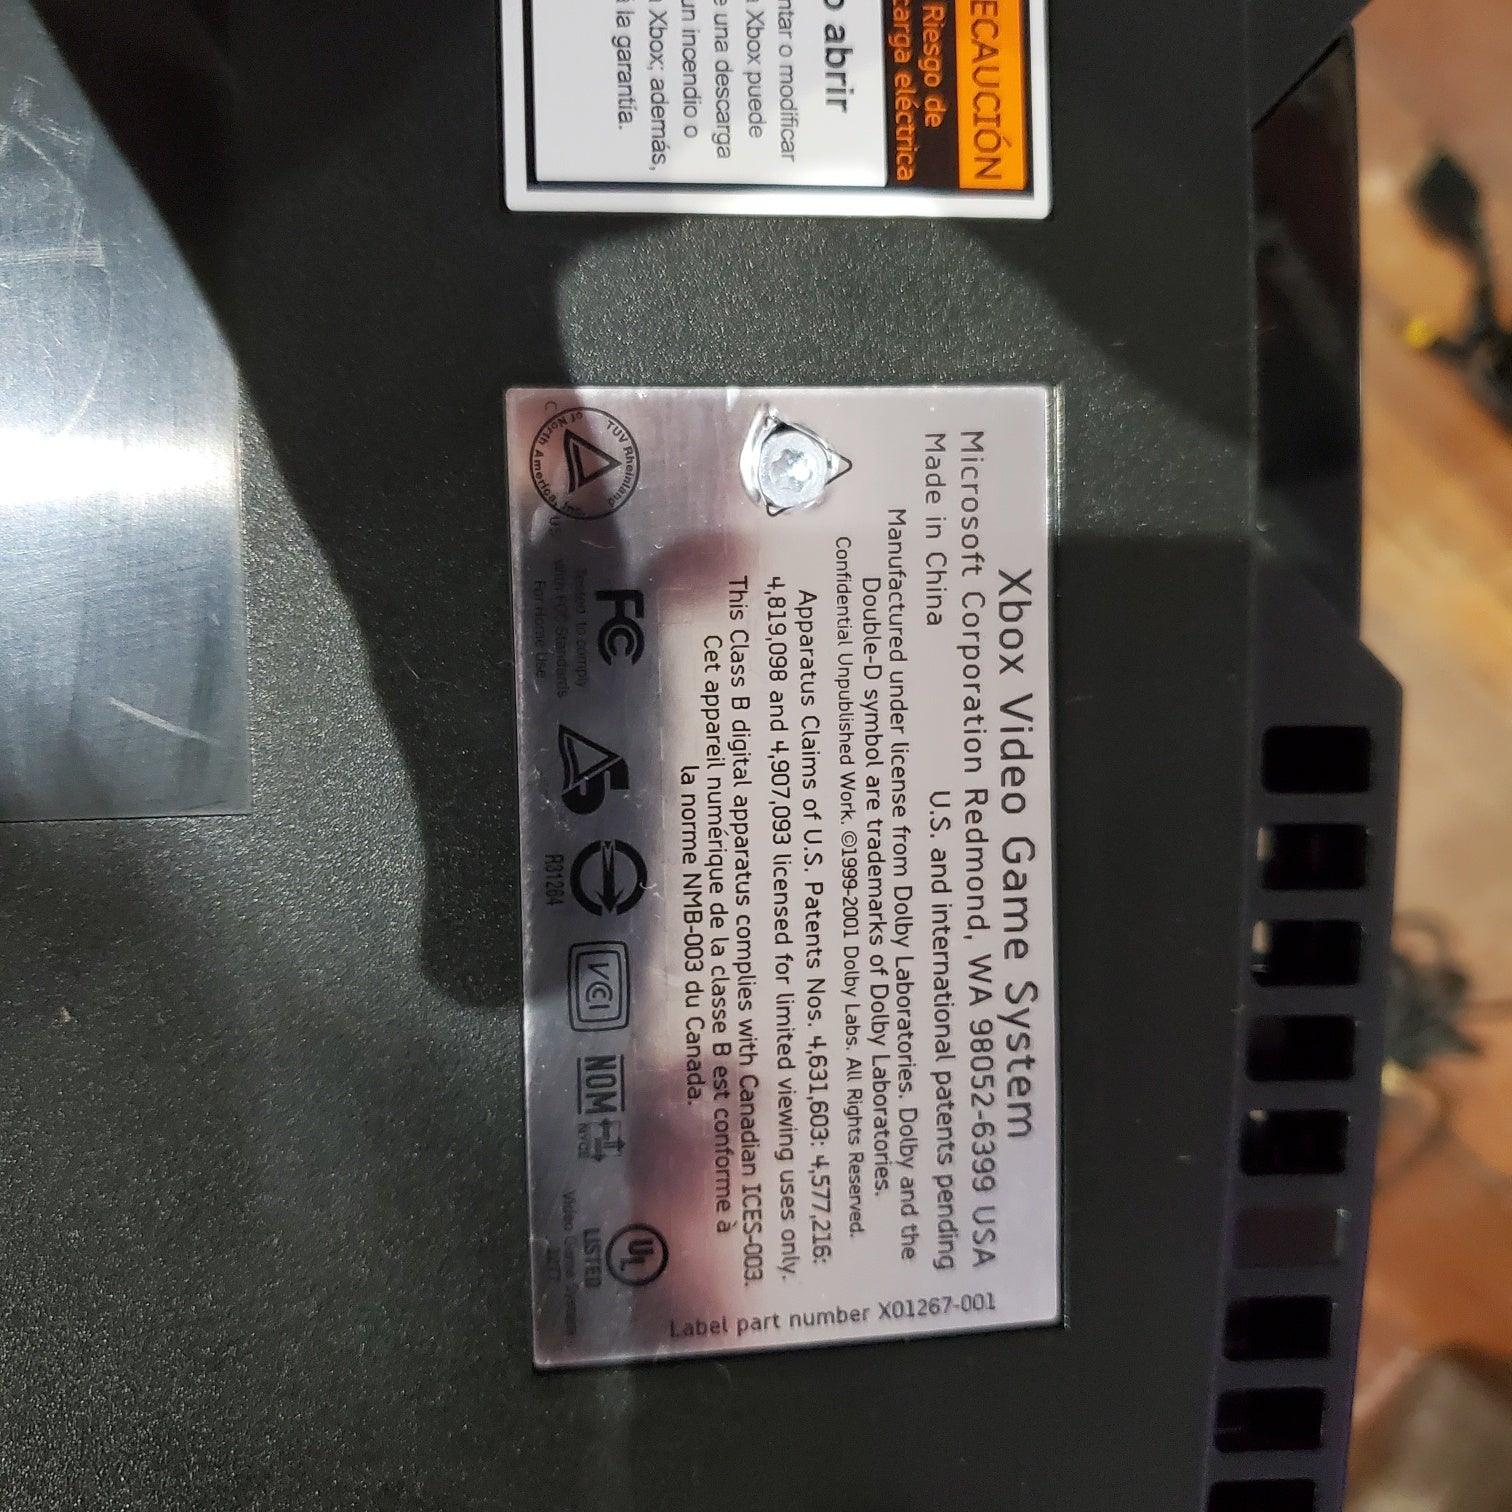 ECAUCIÓN
Riesgo de
carga eléctrica
o abrir
ntar o modificar
Xbox puede
e una descarga
un incendio o
Xbox; además,
la garantía.
Xbox Video Game System
Microsoft Corporation Redmond, WA 98052-6399 USA
Made in China U.S. and international patents pending
Manufactured under license from Dolby Laboratories. Dolby and the
Double-D symbol are trademarks of Dolby Laboratories.
Confidential Unpublished Work. ©1999-2001 Dolby Labs. All Rights Reserved.
Apparatus Claims of U.S. Patents Nos. 4,631,603; 4,577,216;
4,819,098 and 4,907,093 licensed for limited viewing uses only.
This Class B digital apparatus complies with Canadian ICES-003.
Cet appareil numérique de la classe B est conforme à
la norme NMB-003 du Canada.
TUV Rheinland
of North America, Inc
C US
FC
Tested to comply
with FCC Standards
For Home Use
R31264
VCI
NOM
NYCE
UL
LISTED
Video Game System
Label part number X01267-001